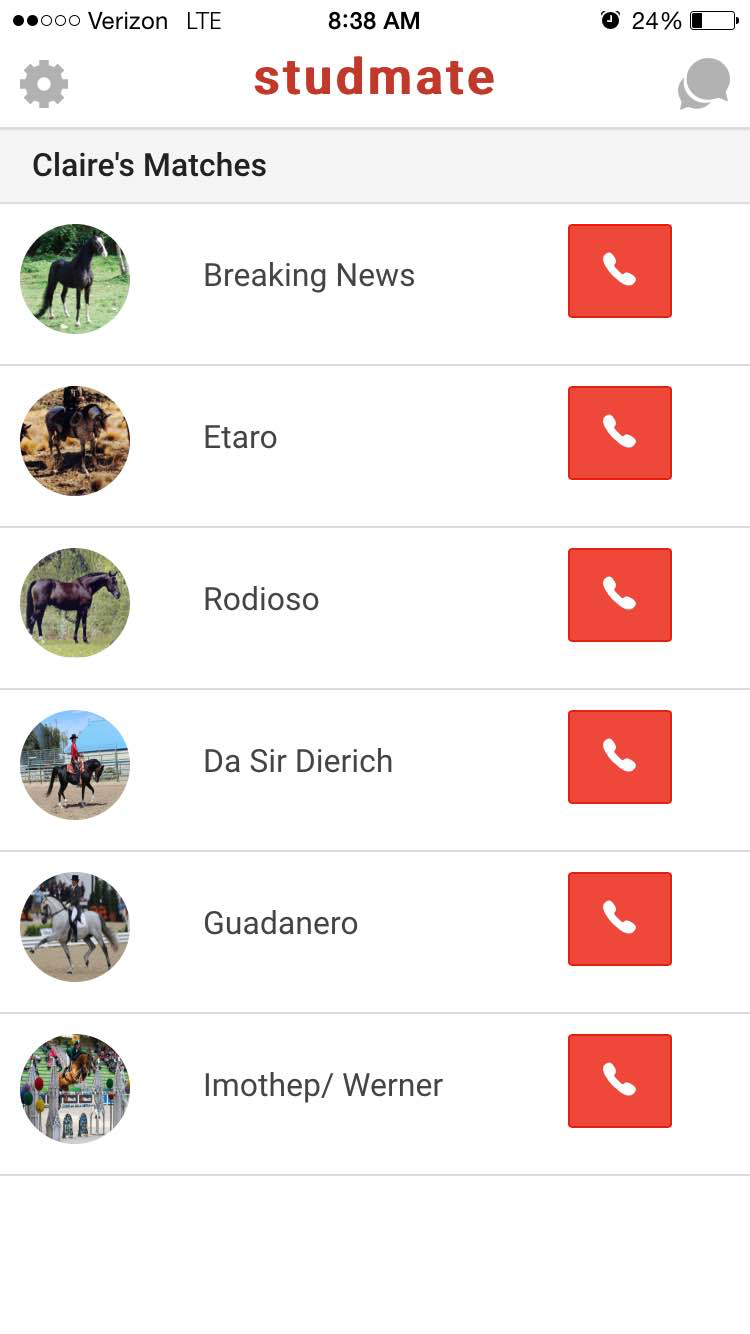 Verizon LTE 8:38 AM 24%
studmate
Claire's Matches
Breaking News
Etaro
Rodioso
Da Sir Dierich
Guadanero
Imothep/ Werner